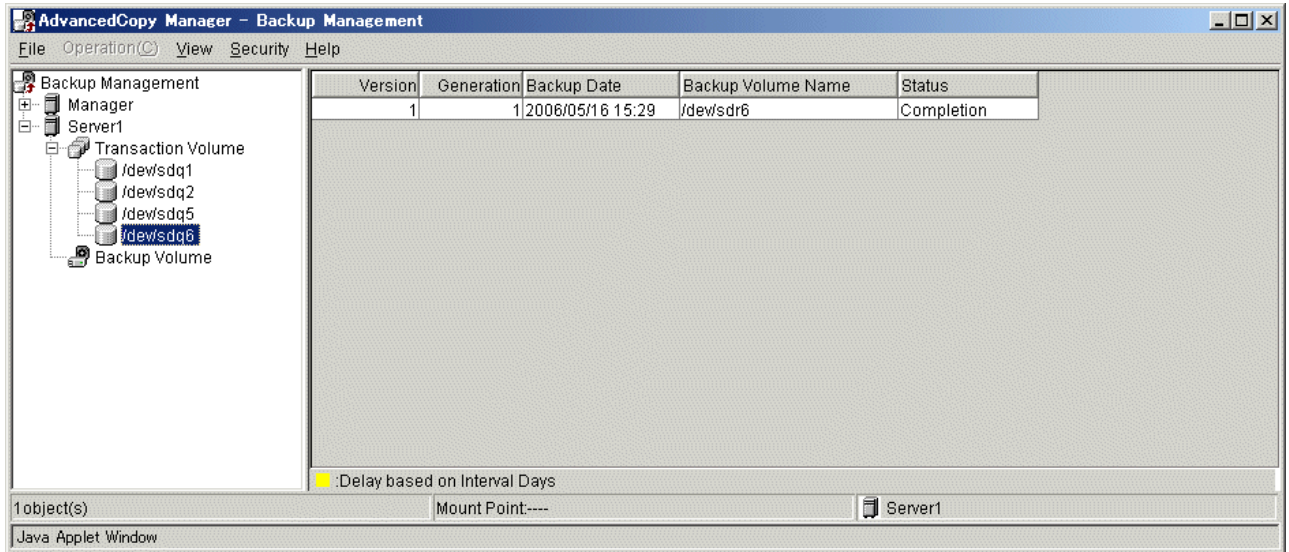 AdvancedCopy Manager - Backup Management
File Operation(C) View Security Help
Backup Management
Manager
Server1
Transaction Volume
/dev/sdq1
/dev/sdq2
/dev/sdq5
/dev/sdq6
Backup Volume
Version Generation Backup Date Backup Volume Name Status
1 1 2006/05/16 15:29 /dev/sdr6 Completion
:Delay based on Interval Days
1object(s) Mount Point:---- Server1
Java Applet Window